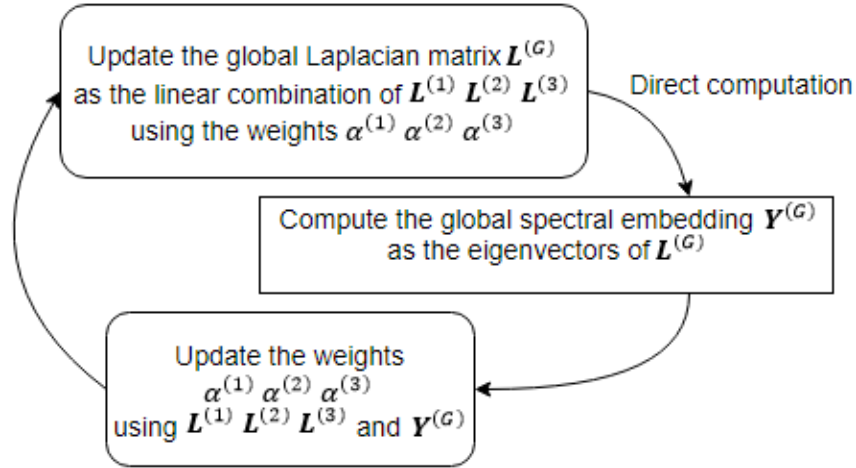 Update the global Laplacian matrix 𝑳⁽ᴳ⁾
as the linear combination of 𝑳⁽¹⁾ 𝑳⁽²⁾ 𝑳⁽³⁾
using the weights 𝛼⁽¹⁾ 𝛼⁽²⁾ 𝛼⁽³⁾
Direct computation
Compute the global spectral embedding 𝒀⁽ᴳ⁾
as the eigenvectors of 𝑳⁽ᴳ⁾
Update the weights
𝛼⁽¹⁾ 𝛼⁽²⁾ 𝛼⁽³⁾
using 𝑳⁽¹⁾ 𝑳⁽²⁾ 𝑳⁽³⁾ and 𝒀⁽ᴳ⁾